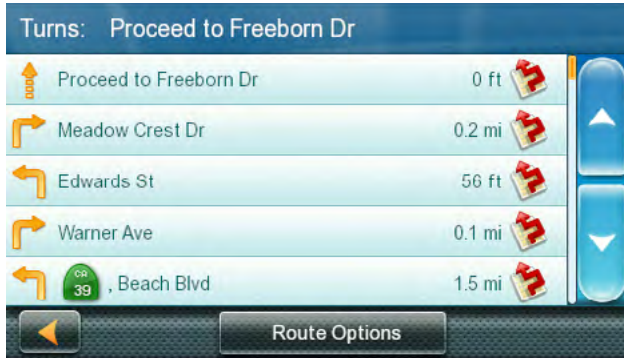 Turns: Proceed to Freeborn Dr
Proceed to Freeborn Dr 0 ft
Meadow Crest Dr 0.2 mi
Edwards St 56 ft
Warner Ave 0.1 mi
CA 39 , Beach Blvd 1.5 mi
Route Options